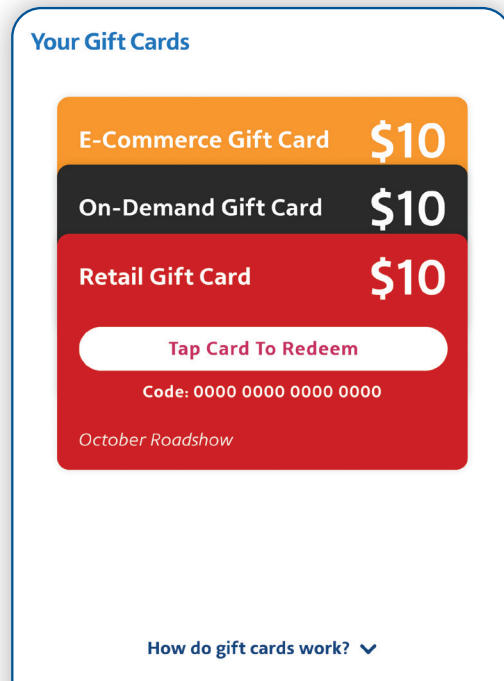 Your Gift Cards
E-Commerce Gift Card $10
On-Demand Gift Card $10
Retail Gift Card $10
Tap Card To Redeem
Code: 0000 0000 0000 0000
October Roadshow
How do gift cards work?